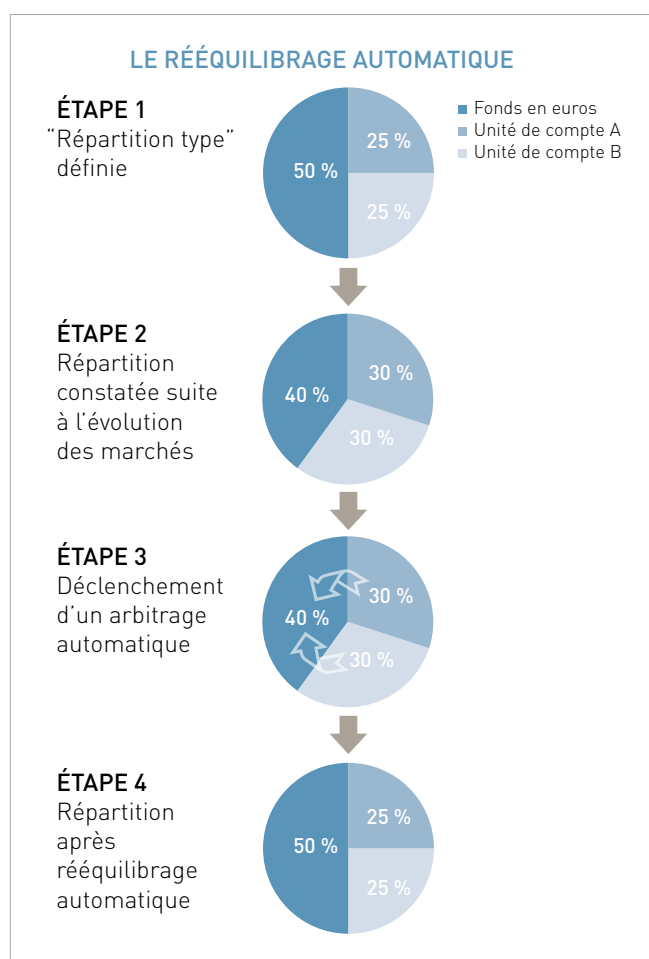 LE RÉÉQUILIBRAGE AUTOMATIQUE
ÉTAPE 1
“Répartition type”
définie
50 %
25 %
25 %
Fonds en euros
Unité de compte A
Unité de compte B
ÉTAPE 2
Répartition
constatée suite
à l’évolution
des marchés
40 %
30 %
30 %
ÉTAPE 3
Déclenchement
d’un arbitrage
automatique
40 %
30 %
30 %
ÉTAPE 4
Répartition
après
rééquilibrage
automatique
50 %
25 %
25 %